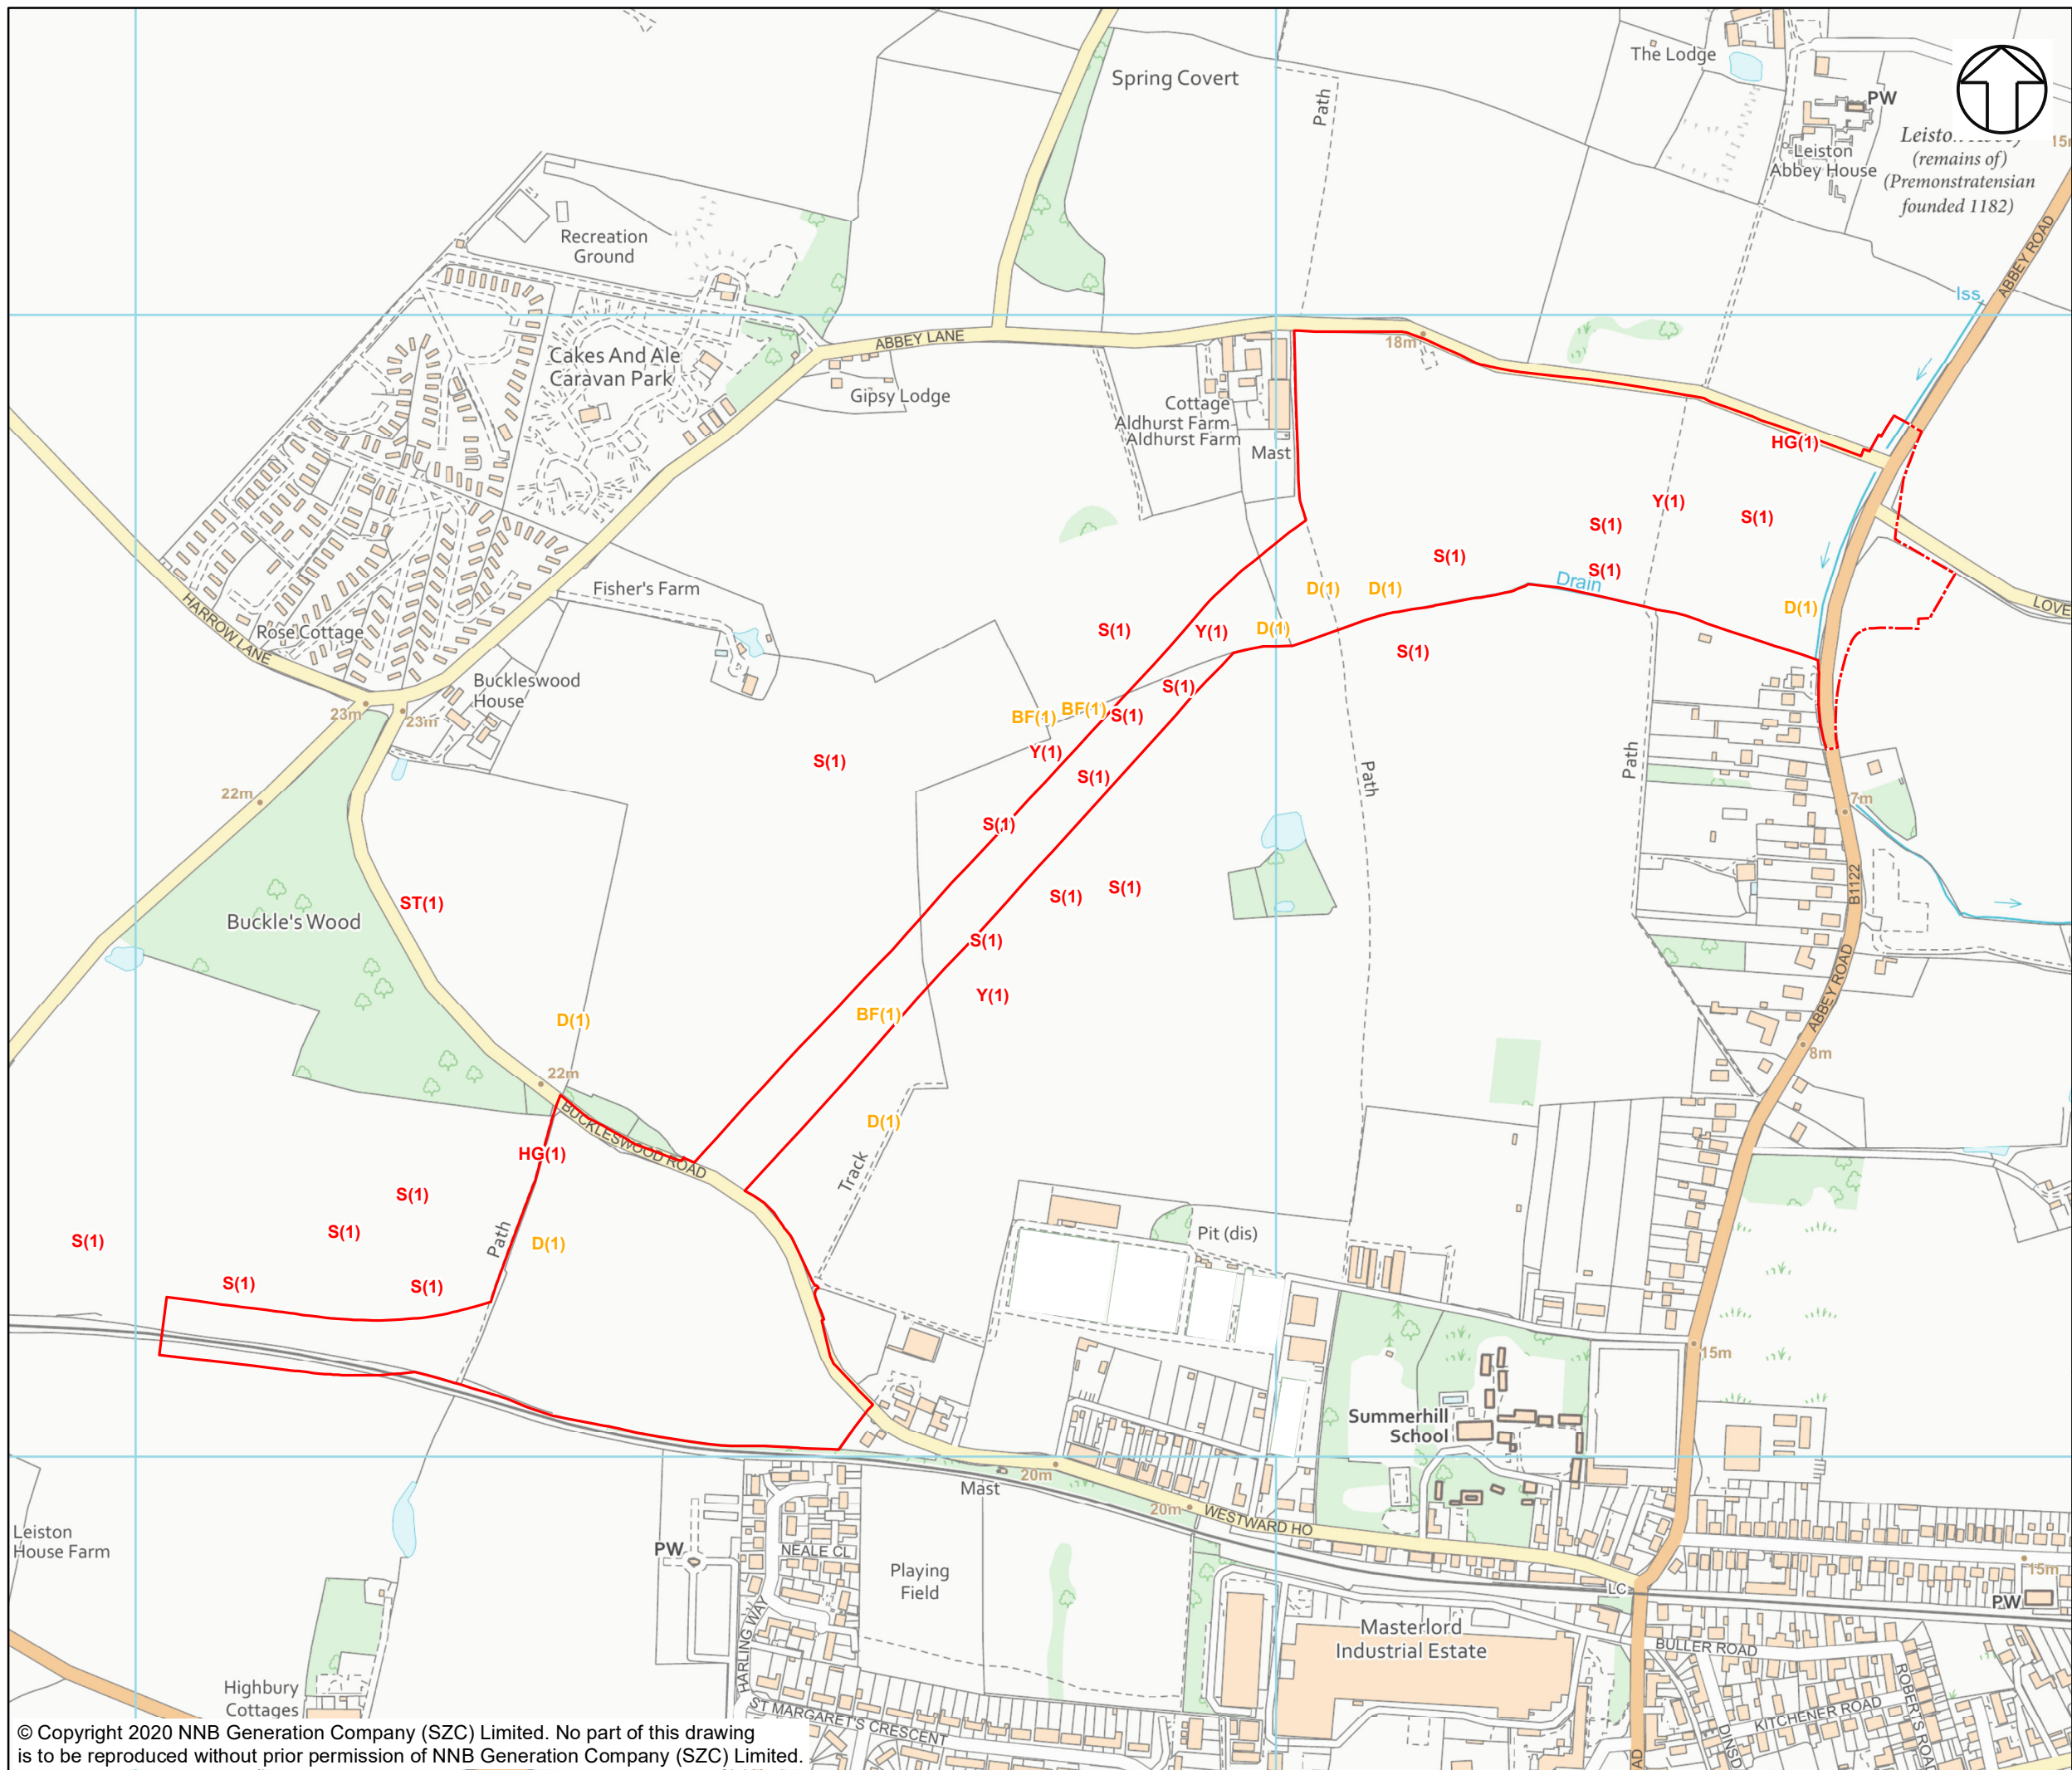 Spring Covert
Path
The Lodge
PW
Leiston
Abbey House
(remains of)
(Premonstratensian
founded 1182)
15m
ABBEY ROAD
Iss
Recreation
Ground
Cakes And Ale
Caravan Park
ABBEY LANE
Gipsy Lodge
Cottage
Aldhurst Farm
Aldhurst Farm
Mast
18m
HG(1)
Y(1)
S(1)
S(1)
S(1)
S(1)
Drain
D(1)
D(1)
D(1)
D(1)
LOVE
HARROW LANE
Rose Cottage
Fisher's Farm
Buckleswood
House
23m
23m
22m
S(1)
Y(1)
S(1)
S(1)
BF(1)
BF(1)
S(1)
Y(1)
S(1)
S(1)
S(1)
Path
Path
7m
B1122
ABBEY ROAD
8m
ST(1)
Buckle's Wood
S(1)
S(1)
S(1)
Y(1)
BF(1)
D(1)
22m
BUCKLESWOOD ROAD
D(1)
Track
HG(1)
S(1)
S(1)
S(1)
Path
D(1)
S(1)
S(1)
Pit (dis)
15m
Summerhill
School
20m
Mast
20m
WESTWARD HO
Leiston
House Farm
PW
NEALE CL
Playing
Field
HARLING WAY
LC
15m
PW
Masterlord
Industrial Estate
BULLER ROAD
ROBERTS ROA
KITCHENER ROAD
DINSD
AD
Highbury
Cottages
ST MARGARET'S CRESCENT
© Copyright 2020 NNB Generation Company (SZC) Limited. No part of this drawing
is to be reproduced without prior permission of NNB Generation Company (SZC) Limited.